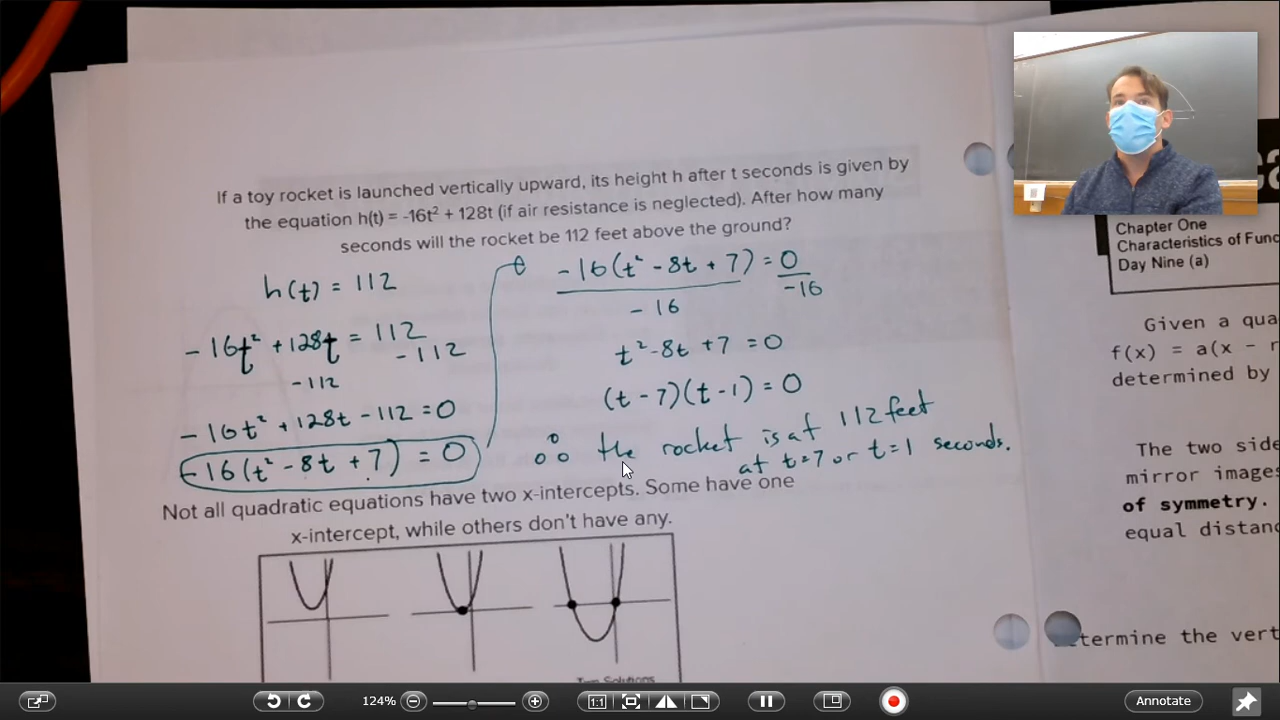 If a toy rocket is launched vertically upward, its height h after t seconds is given by
the equation h(t) = -16t² + 128t (if air resistance is neglected). After how many
seconds will the rocket be 112 feet above the ground?
h(t) = 112
-16t² + 128t = 112
-112 -112
-16t² + 128t - 112 = 0
-16(t² - 8t + 7) = 0
-16(t² - 8t + 7) = 0
-16 -16
t² - 8t + 7 = 0
(t - 7)(t - 1) = 0
∴ the rocket is at 112 feet
at t=7 or t=1 seconds.
Not all quadratic equations have two x-intercepts. Some have one
x-intercept, while others don't have any.
Two Solutions
Chapter One
Characteristics of Func
Day Nine (a)
Given a qua
f(x) = a(x - r
determined by
The two side
mirror images
of symmetry.
equal distanc
termine the vert
124%
1:1
Annotate